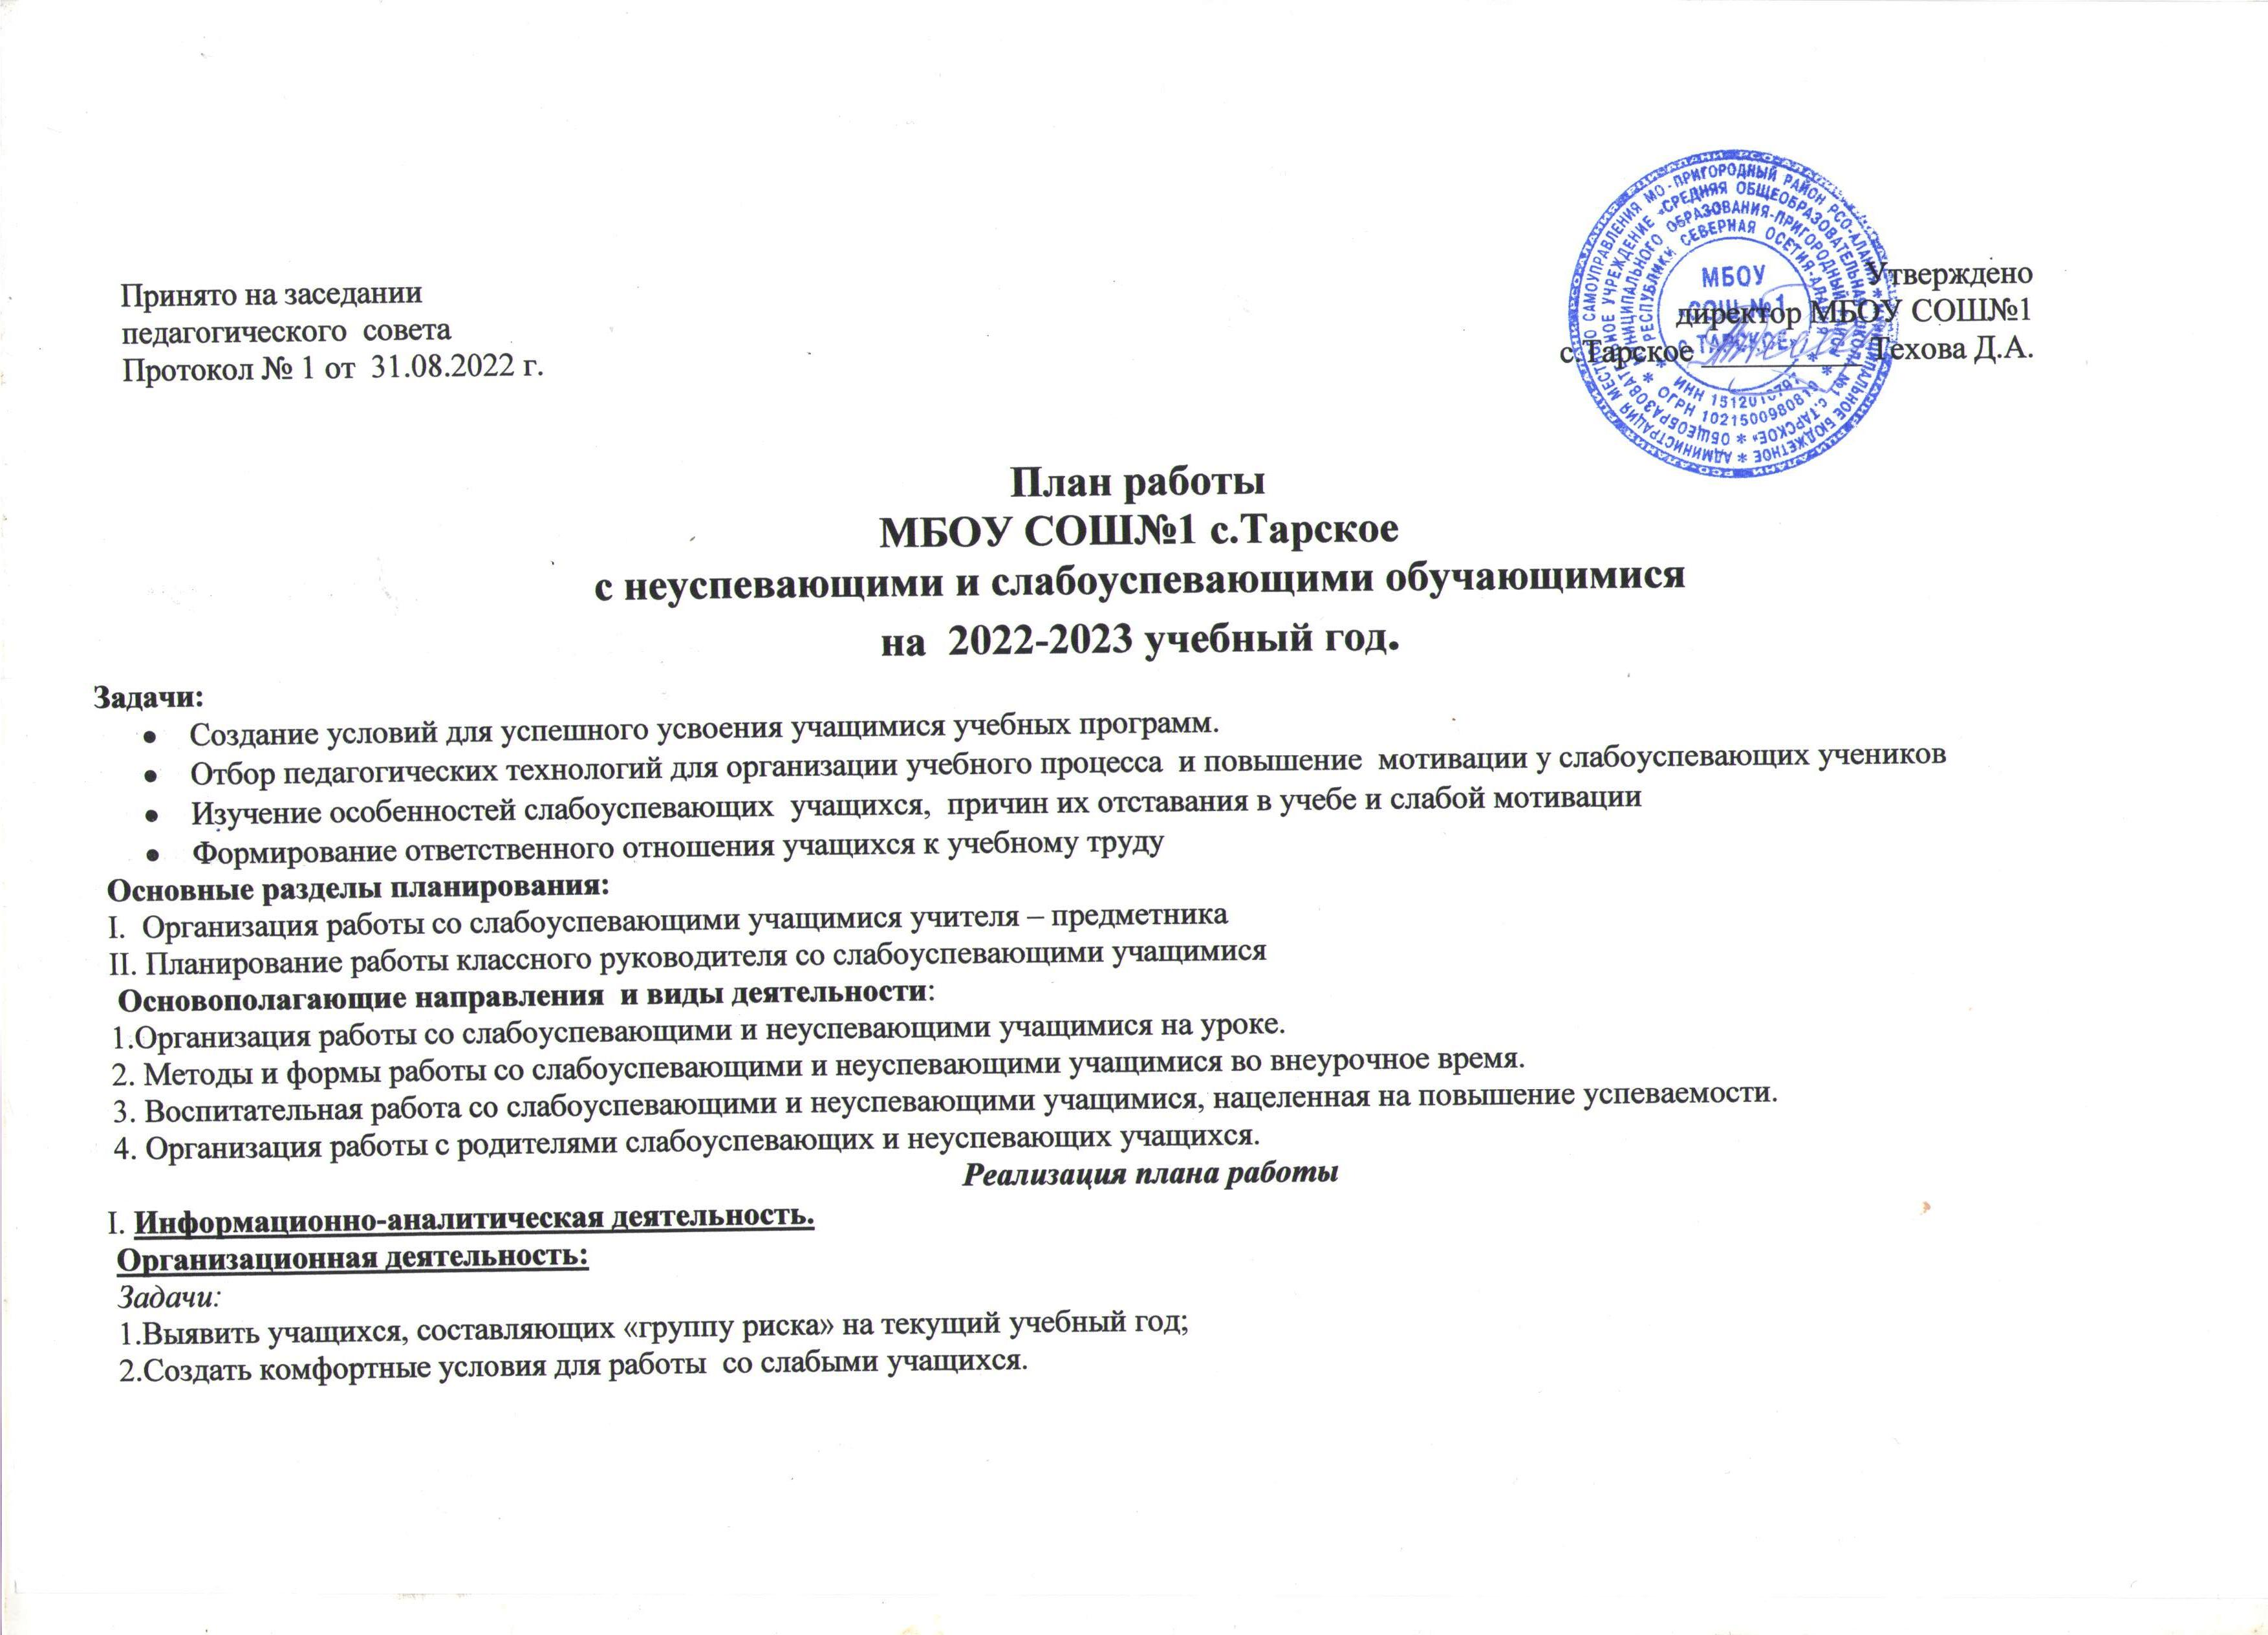 Принято на заседании
педагогического совета
Протокол № 1 от 31.08.2022 г.
Утверждено
директор МБОУ СОШ№1
с.Тарское Техова Д.А.
МБОУ
«СОШ №1
С.ТАРСКОЕ»
План работы
МБОУ СОШ№1 с.Тарское
с неуспевающими и слабоуспевающими обучающимися
на 2022-2023 учебный год.
Задачи:
• Создание условий для успешного усвоения учащимися учебных программ.
• Отбор педагогических технологий для организации учебного процесса и повышение мотивации у слабоуспевающих учеников
• Изучение особенностей слабоуспевающих учащихся, причин их отставания в учебе и слабой мотивации
• Формирование ответственного отношения учащихся к учебному труду
Основные разделы планирования:
I. Организация работы со слабоуспевающими учащимися учителя – предметника
II. Планирование работы классного руководителя со слабоуспевающими учащимися
Основополагающие направления и виды деятельности:
1.Организация работы со слабоуспевающими и неуспевающими учащимися на уроке.
2. Методы и формы работы со слабоуспевающими и неуспевающими учащимися во внеурочное время.
3. Воспитательная работа со слабоуспевающими и неуспевающими учащимися, нацеленная на повышение успеваемости.
4. Организация работы с родителями слабоуспевающих и неуспевающих учащихся.
Реализация плана работы
I. Информационно-аналитическая деятельность.
Организационная деятельность:
Задачи:
1.Выявить учащихся, составляющих «группу риска» на текущий учебный год;
2.Создать комфортные условия для работы со слабыми учащихся.